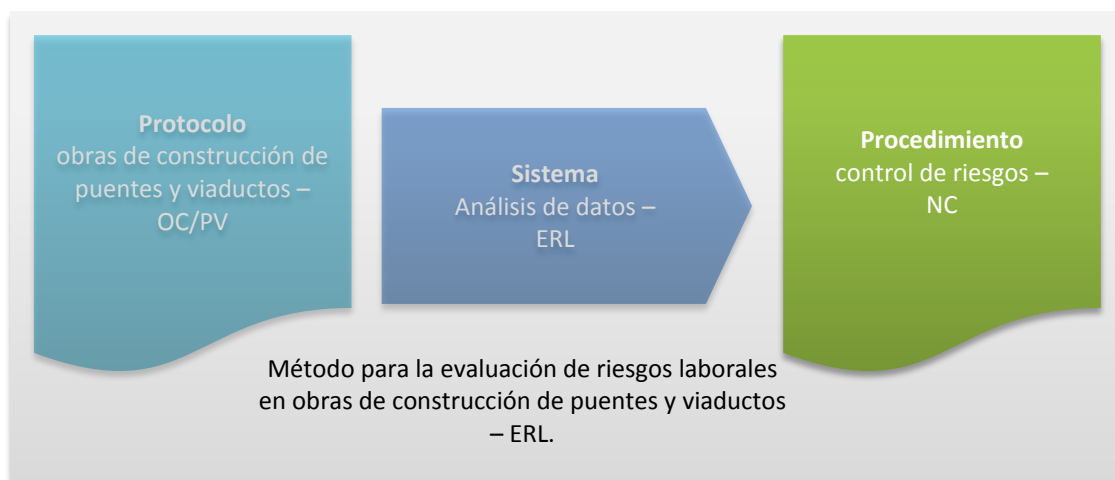 Protocolo
obras de construcción de
puentes y viaductos –
OC/PV
Sistema
Análisis de datos –
ERL
Procedimiento
control de riesgos –
NC
Método para la evaluación de riesgos laborales
en obras de construcción de puentes y viaductos
– ERL.